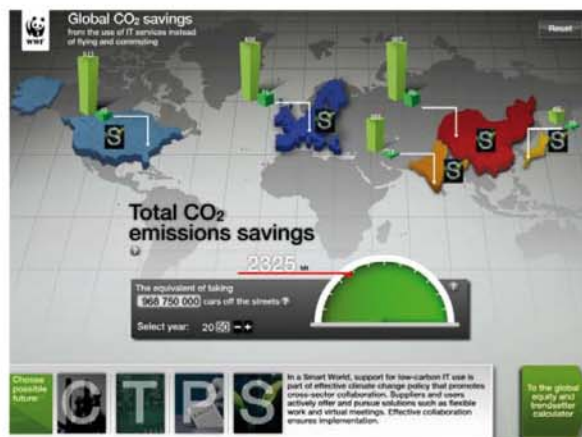 WWF
Global CO₂ savings
from the use of IT services instead
of flying and commuting
Reset
S
S
S
S
S
Total CO₂
emissions savings
?
2325 Mt
The equivalent of taking
968 750 000 cars off the streets ?
?
Select year: 20 50 - +
Choose
possible
future:
C T P S
In a Smart World, support for low-carbon IT use is
part of effective climate change policy that promotes
cross-sector collaboration. Suppliers and users
actively offer and pursue solutions such as flexible
work and virtual meetings. Effective collaboration
ensures implementation.
To the global
equity and
trendsetter
calculator